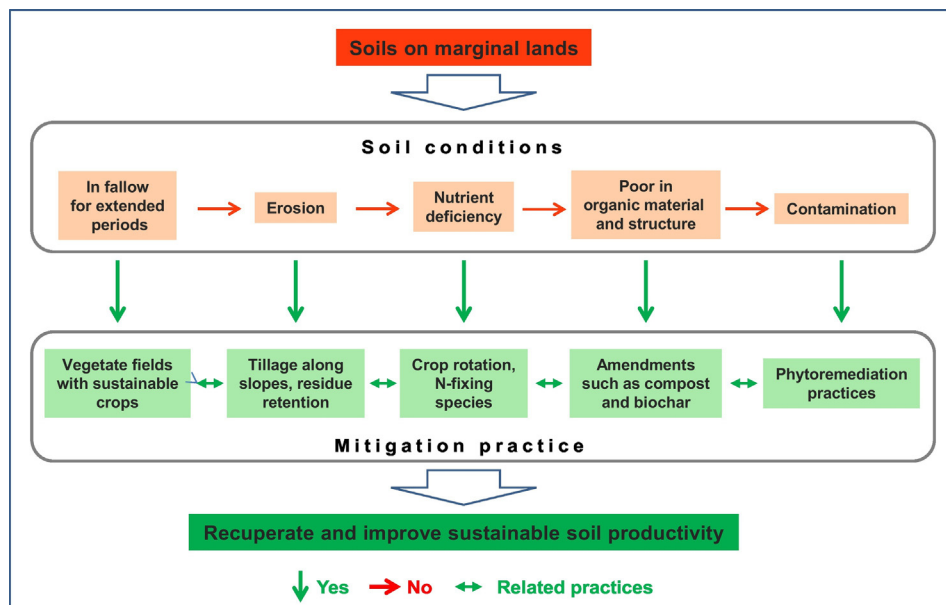 Soils on marginal lands
Soil conditions
In fallow
for extended
periods
Erosion
Nutrient
deficiency
Poor in
organic material
and structure
Contamination
Vegetate fields
with sustainable
crops
Tillage along
slopes, residue
retention
Crop rotation,
N-fixing
species
Amendments
such as compost
and biochar
Phytoremediation
practices
Mitigation practice
Recuperate and improve sustainable soil productivity
Yes
No
Related practices